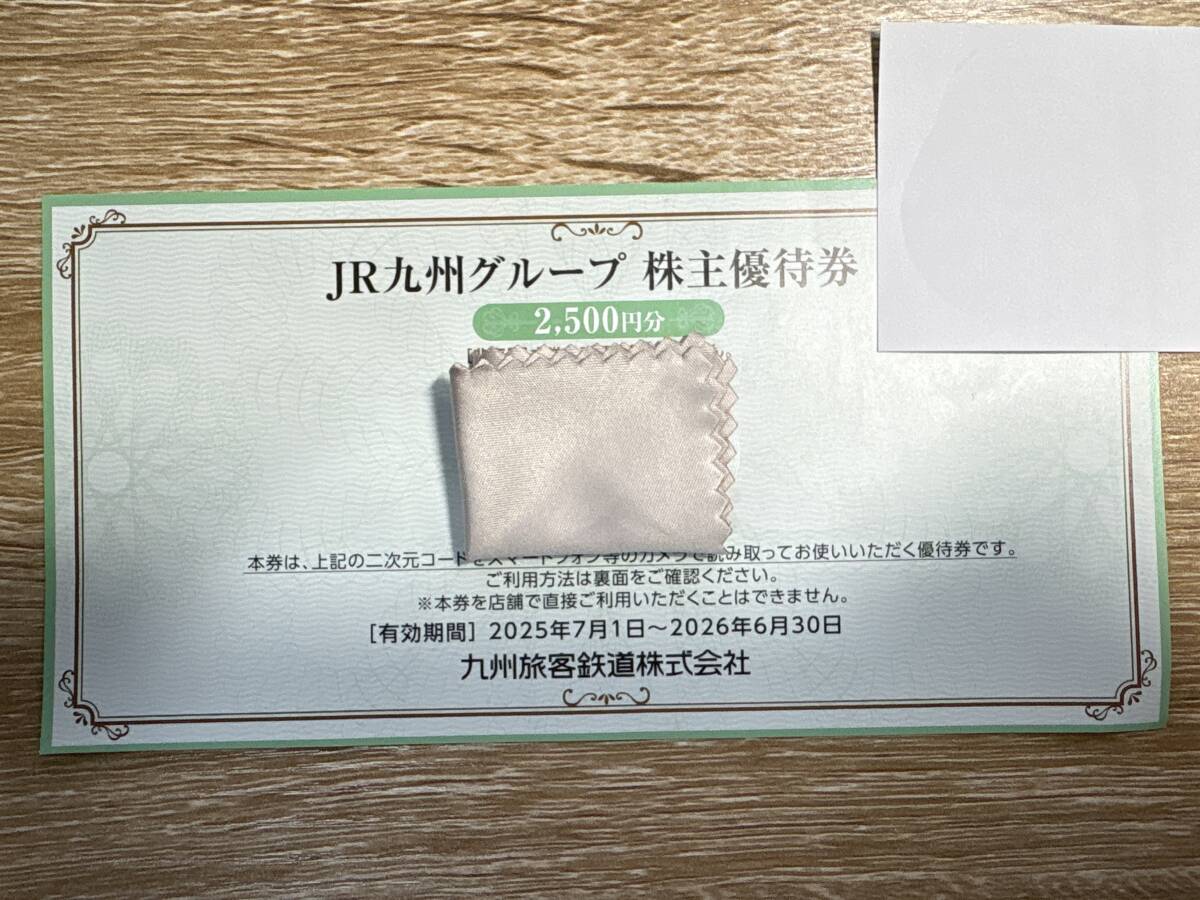 JR九州グループ 株主優待券
2,500円分
本券は、上記の二次元コードをスマートフォン等のカメラで読み取ってお使いいただく優待券です。
ご利用方法は裏面をご確認ください。
※本券を店舗で直接ご利用いただくことはできません。
[有効期間] 2025年7月1日～2026年6月30日
九州旅客鉄道株式会社